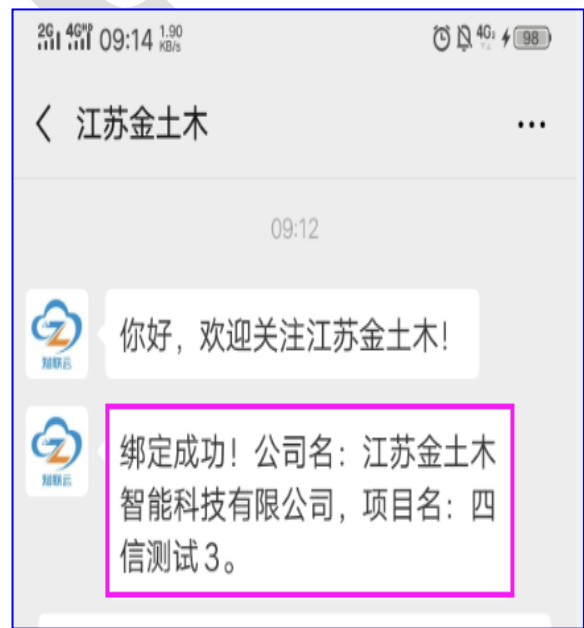 2G 4GHD 09:14 1.90 KB/s 4G 98
江苏金土木
09:12
你好，欢迎关注江苏金土木！
知联云
绑定成功！公司名：江苏金土木
智能科技有限公司，项目名：四
信测试3。
知联云